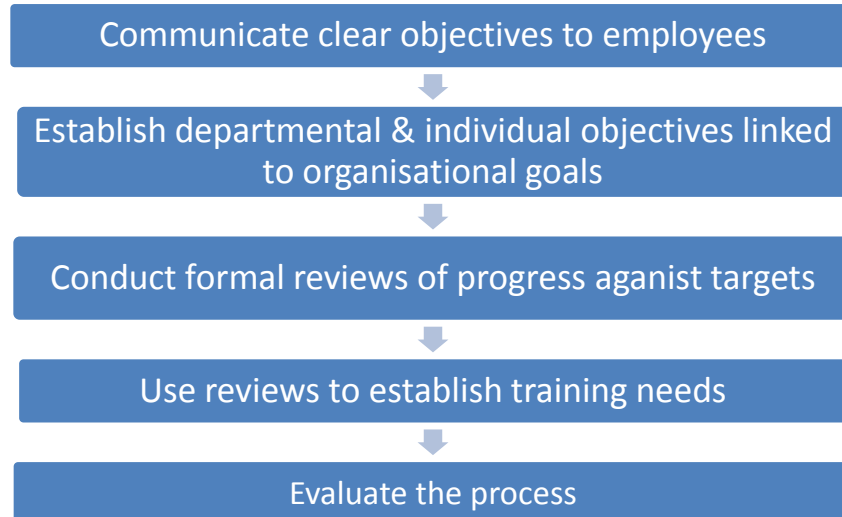 Communicate clear objectives to employees
Establish departmental & individual objectives linked
to organisational goals
Conduct formal reviews of progress aganist targets
Use reviews to establish training needs
Evaluate the process